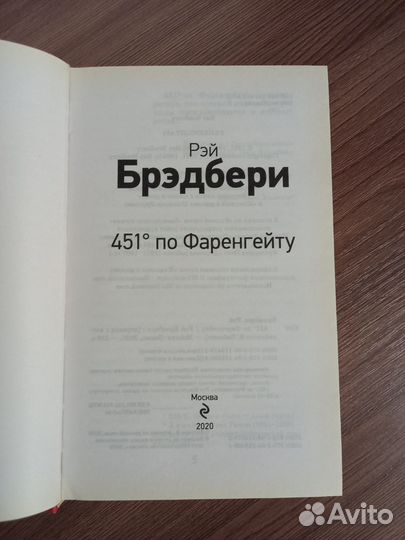 Рэй
Брэдбери
451° по Фаренгейту
Москва
2020
Avito